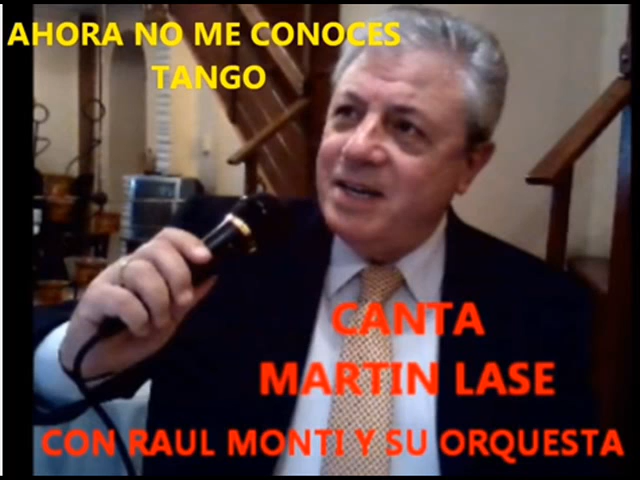 AHORA NO ME CONOCES
TANGO
CANTA
MARTIN LASE
CON RAUL MONTI Y SU ORQUESTA